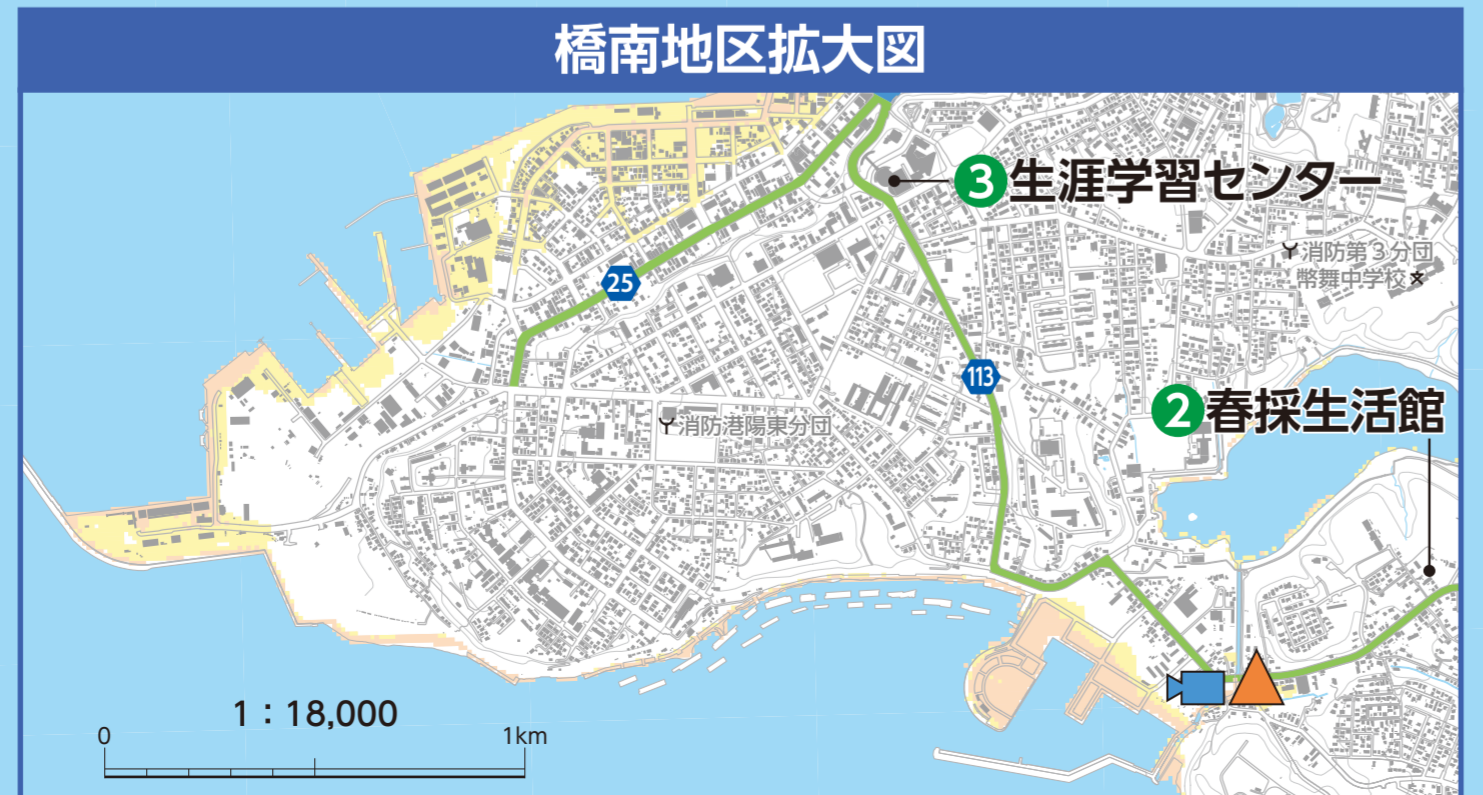 橋南地区拡大図
3 生涯学習センター
消防第3分団
幣舞中学校
25
113
2 春採生活館
消防港陽東分団
1：18,000
0 1km